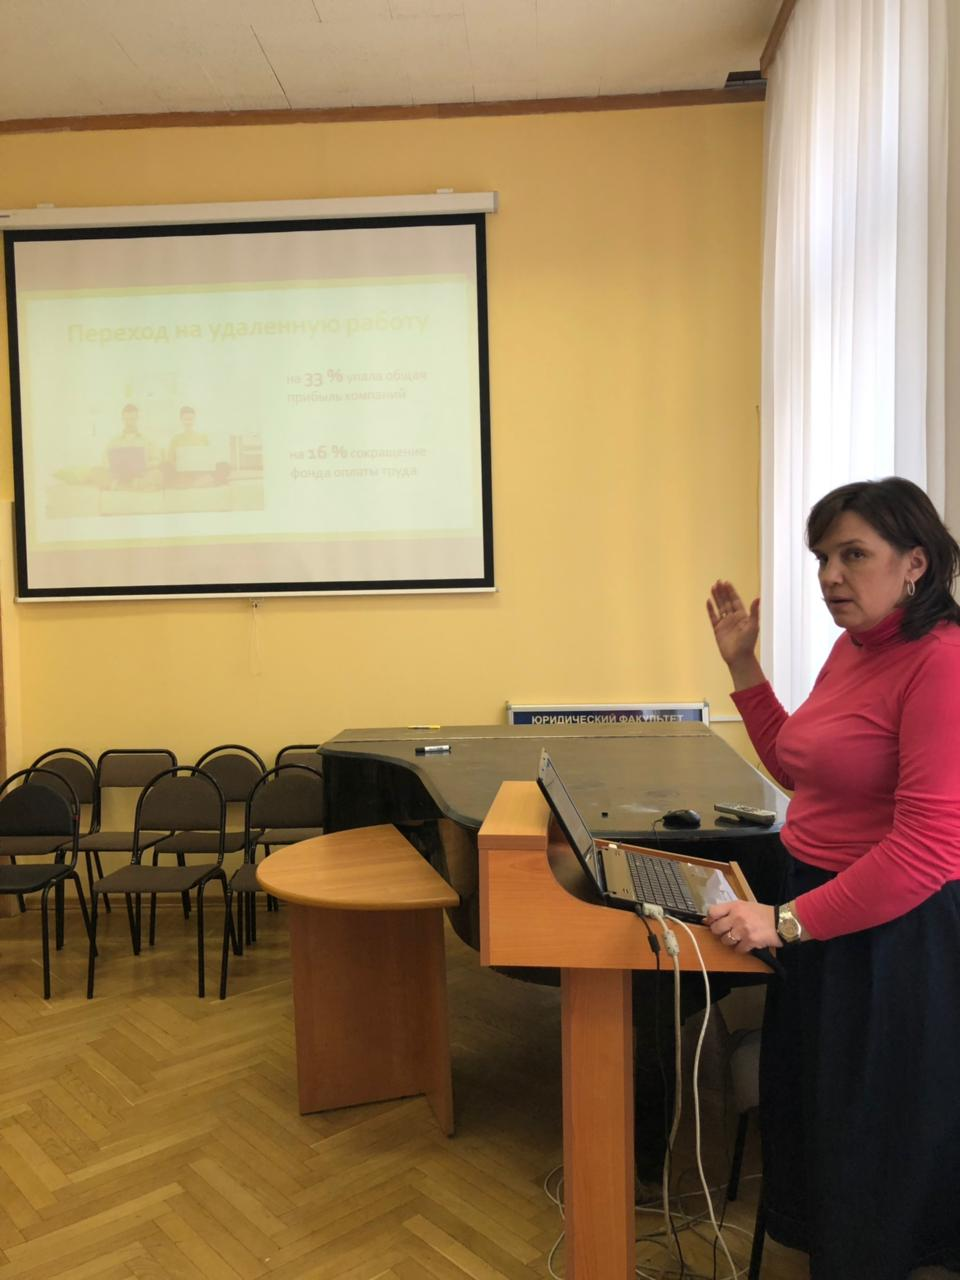 Переход на удаленную работу
на 33 % упала общая
прибыль компаний
на 16 % сокращение
фонда оплаты труда
ЮРИДИЧЕСКИЙ ФАКУЛЬТЕТ